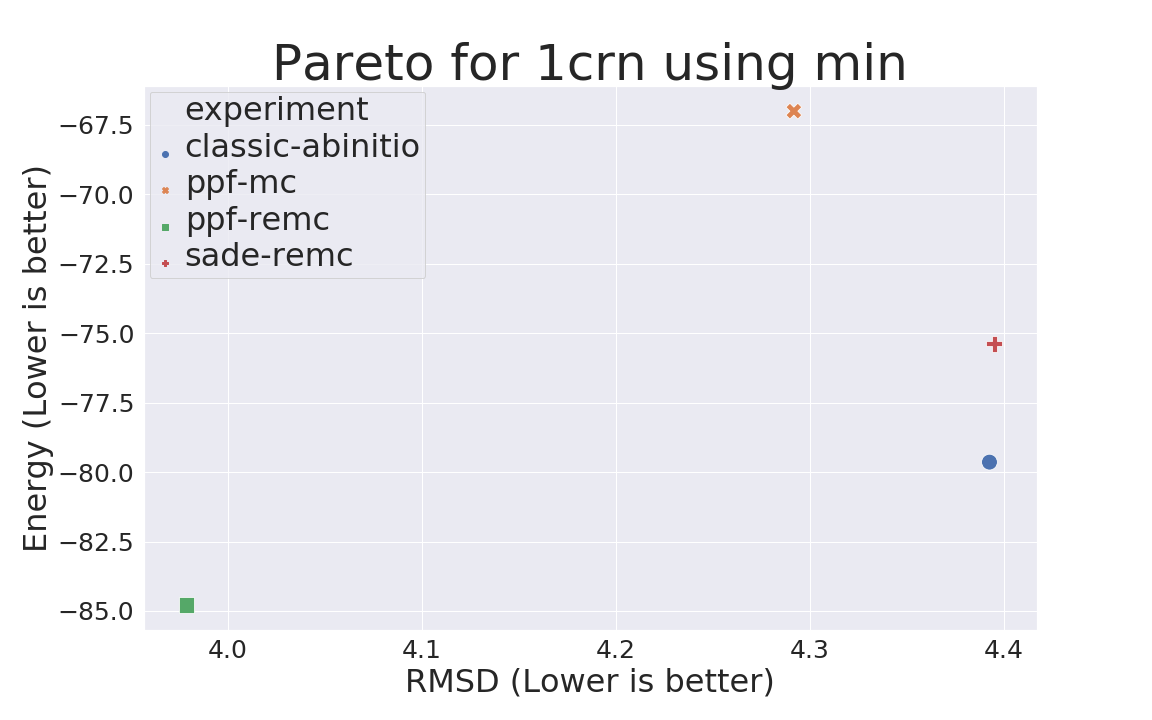 Pareto for 1crn using min
experiment
classic-abinitio
ppf-mc
ppf-remc
sade-remc
Energy (Lower is better)
−67.5
−70.0
−72.5
−75.0
−77.5
−80.0
−82.5
−85.0
4.0 4.1 4.2 4.3 4.4
RMSD (Lower is better)